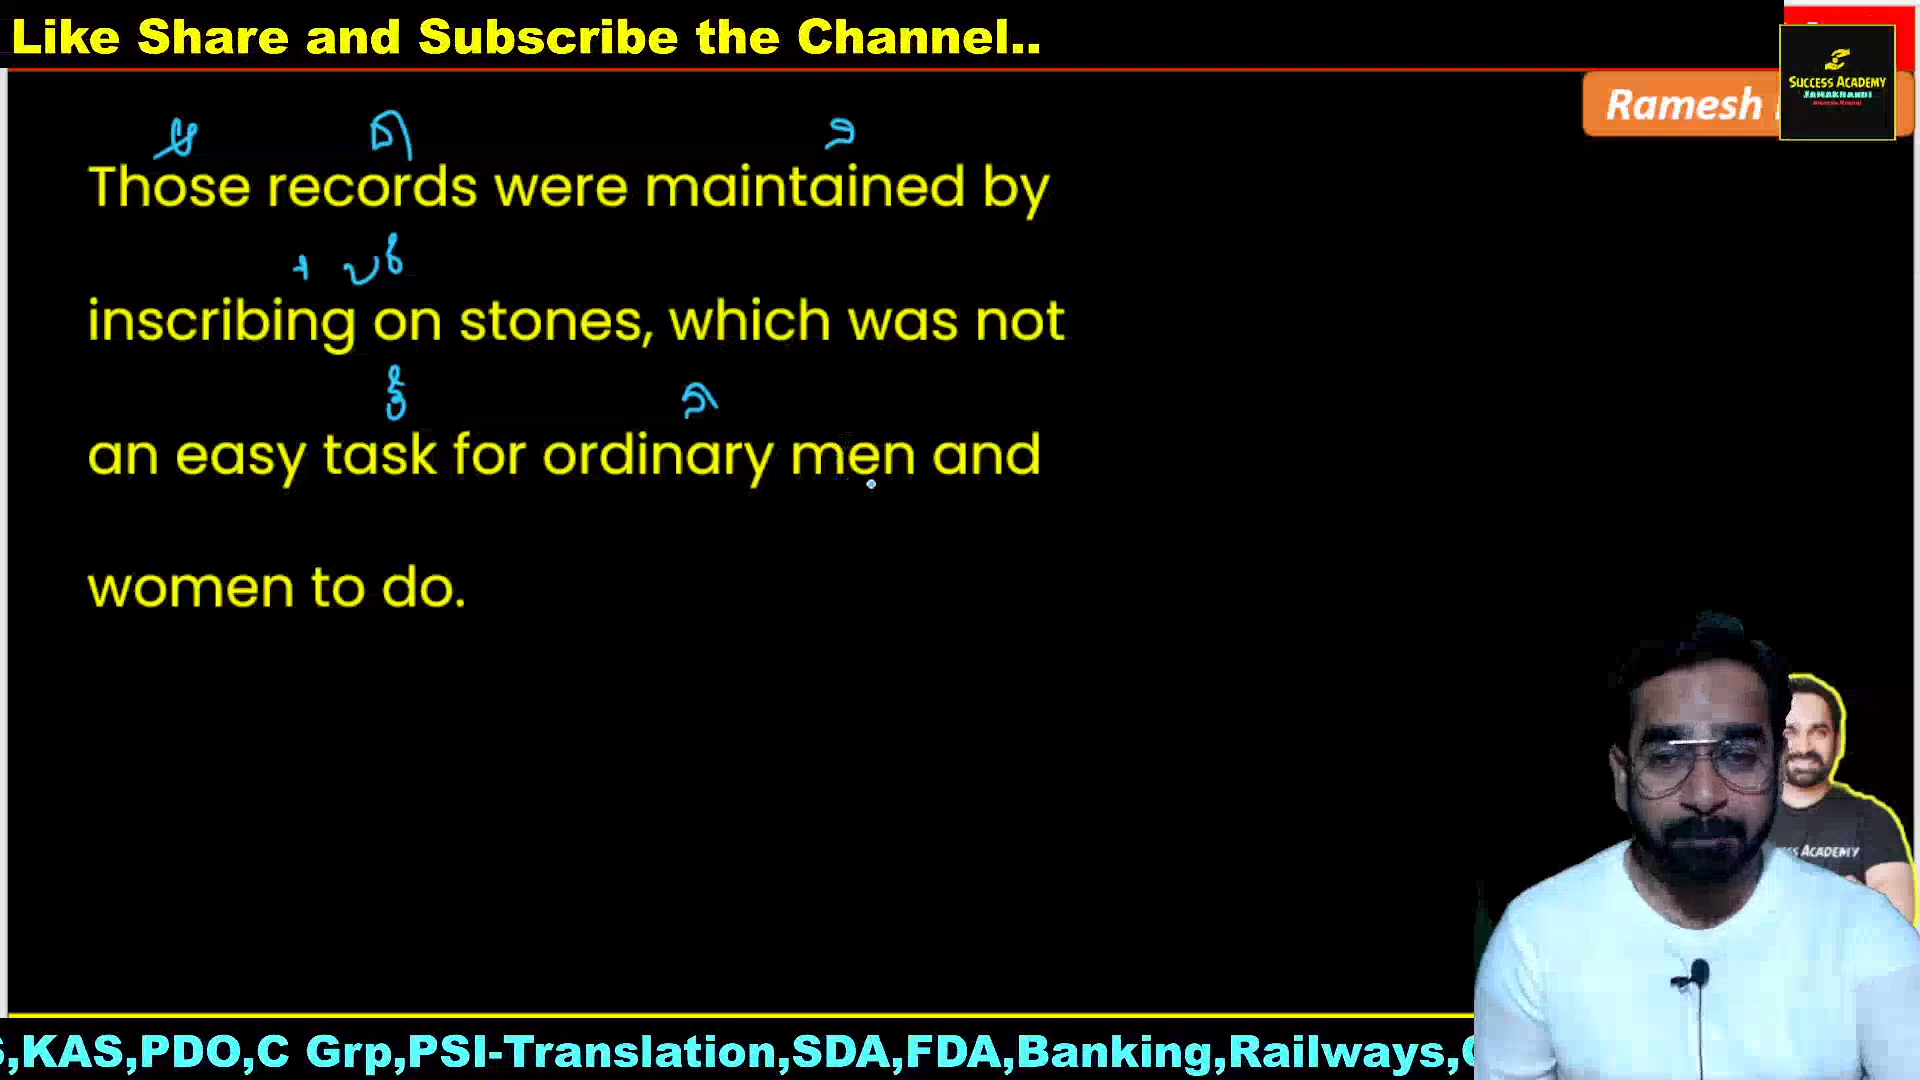 Like Share and Subscribe the Channel..
SUCCESS ACADEMY
JAMAKHANDI
Ramesh
Those records were maintained by
inscribing on stones, which was not
an easy task for ordinary men and
women to do.
ACADEMY
,KAS,PDO,C Grp,PSI-Translation,SDA,FDA,Banking,Railways,